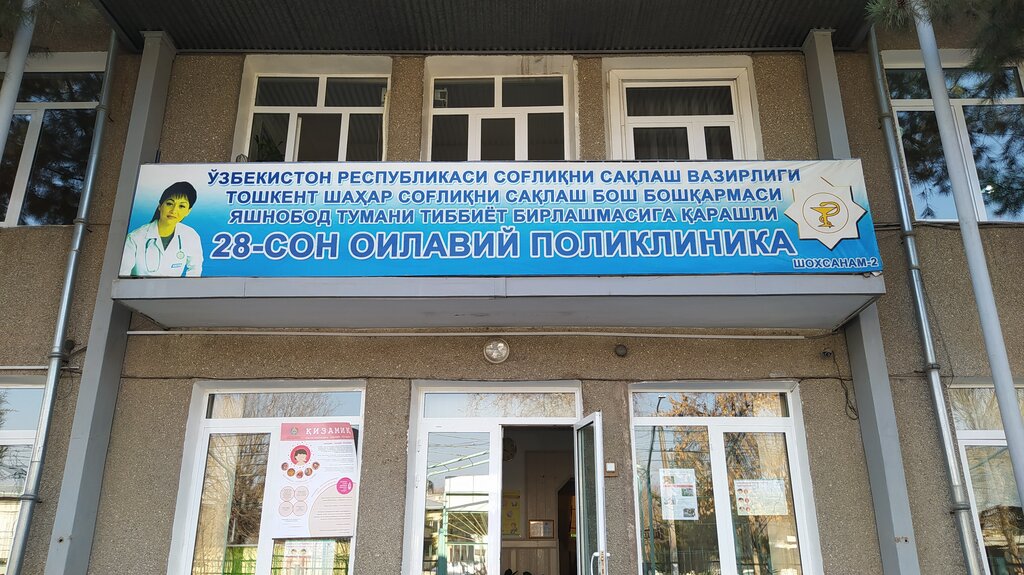 ЎЗБЕКИСТОН РЕСПУБЛИКАСИ СОҒЛИҚНИ САҚЛАШ ВАЗИРЛИГИ
ТОШКЕНТ ШАҲАР СОҒЛИҚНИ САҚЛАШ БОШ БОШҚАРМАСИ
ЯШНОБОД ТУМАНИ ТИББИЁТ БИРЛАШМАСИГА ҚАРАШЛИ
28-СОН ОИЛАВИЙ ПОЛИКЛИНИКА
ШОХСАНАМ-2
ҚИЗАМИҚ